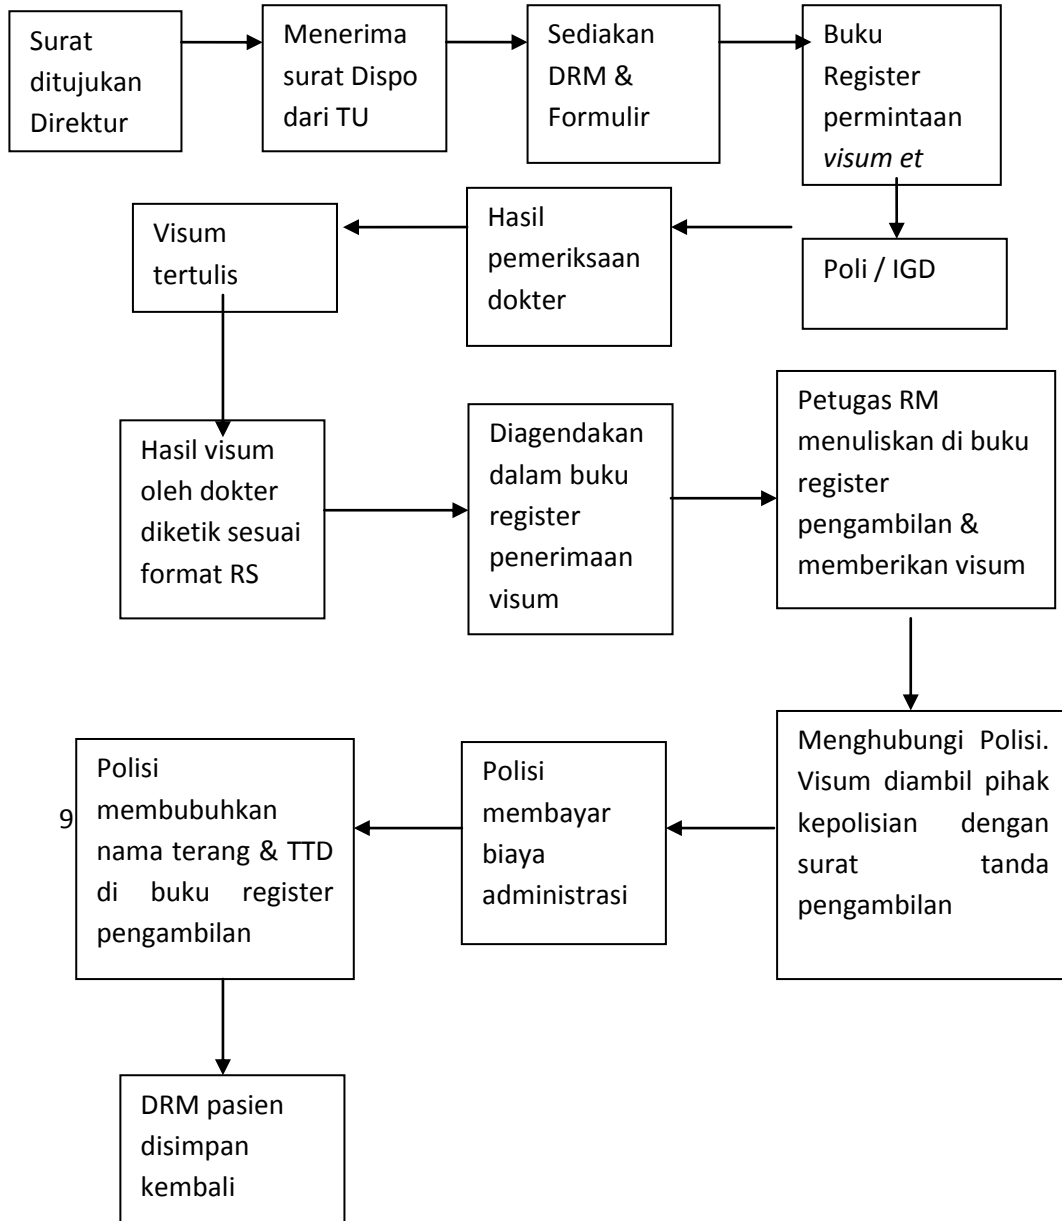 Surat
ditujukan
Direktur
Menerima
surat Dispo
dari TU
Sediakan
DRM &
Formulir
Buku
Register
permintaan
visum et
Poli / IGD
Hasil
pemeriksaan
dokter
Visum
tertulis
Hasil visum
oleh dokter
diketik sesuai
format RS
Diagendakan
dalam buku
register
penerimaan
visum
Petugas RM
menuliskan di buku
register
pengambilan &
memberikan visum
Menghubungi Polisi.
Visum diambil pihak
kepolisian dengan
surat tanda
pengambilan
Polisi
membayar
biaya
administrasi
Polisi
membubuhkan
nama terang & TTD
di buku register
pengambilan
9
DRM pasien
disimpan
kembali